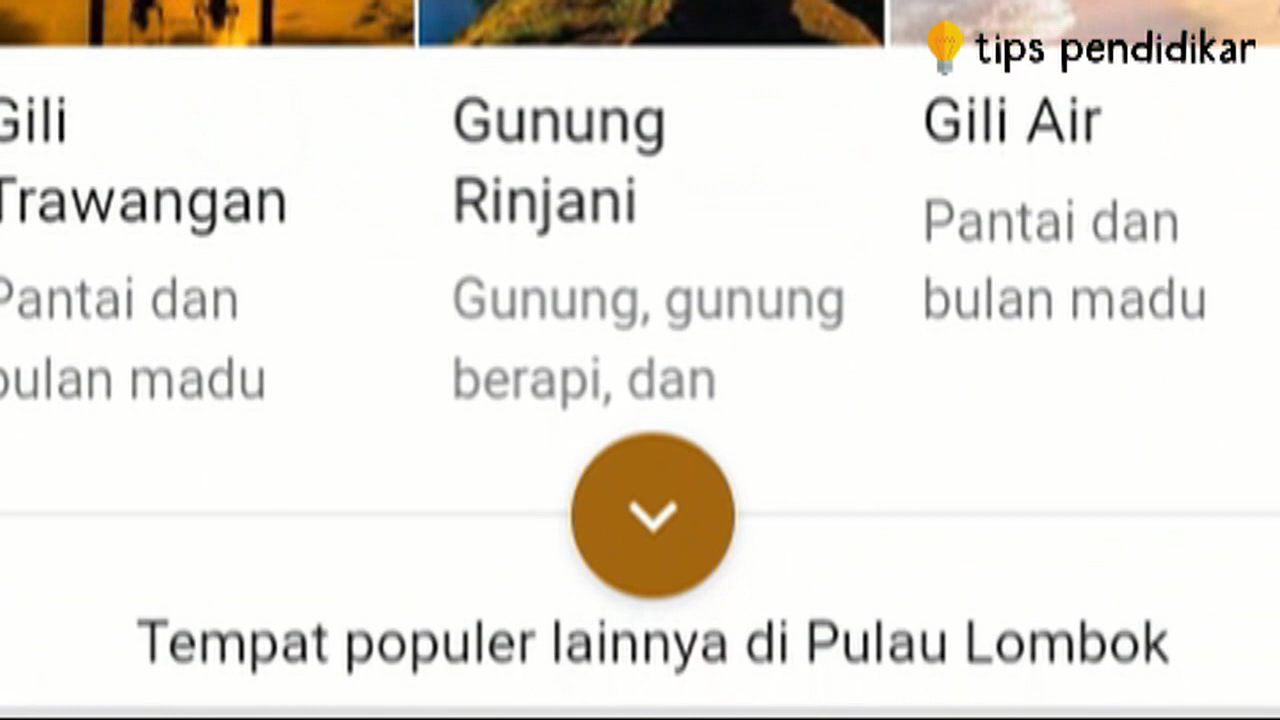 tips pendidikan
Gili
Trawangan
Pantai dan
bulan madu
Gunung
Rinjani
Gunung, gunung
berapi, dan
Gili Air
Pantai dan
bulan madu
Tempat populer lainnya di Pulau Lombok